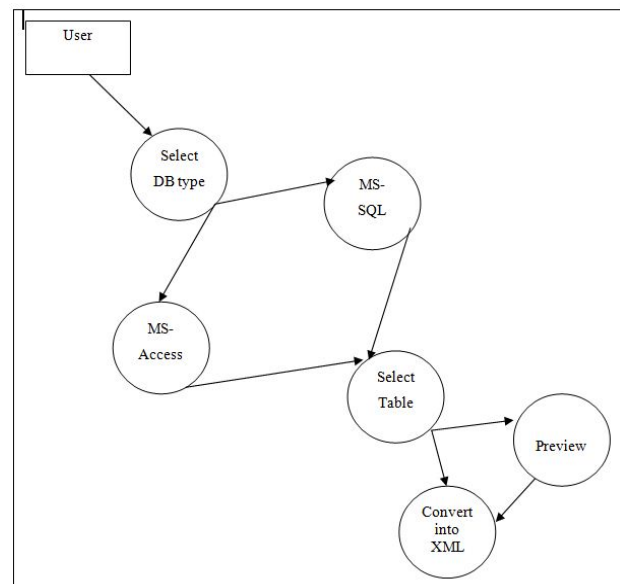 User
Select
DB type
MS-
SQL
MS-
Access
Select
Table
Preview
Convert
into
XML